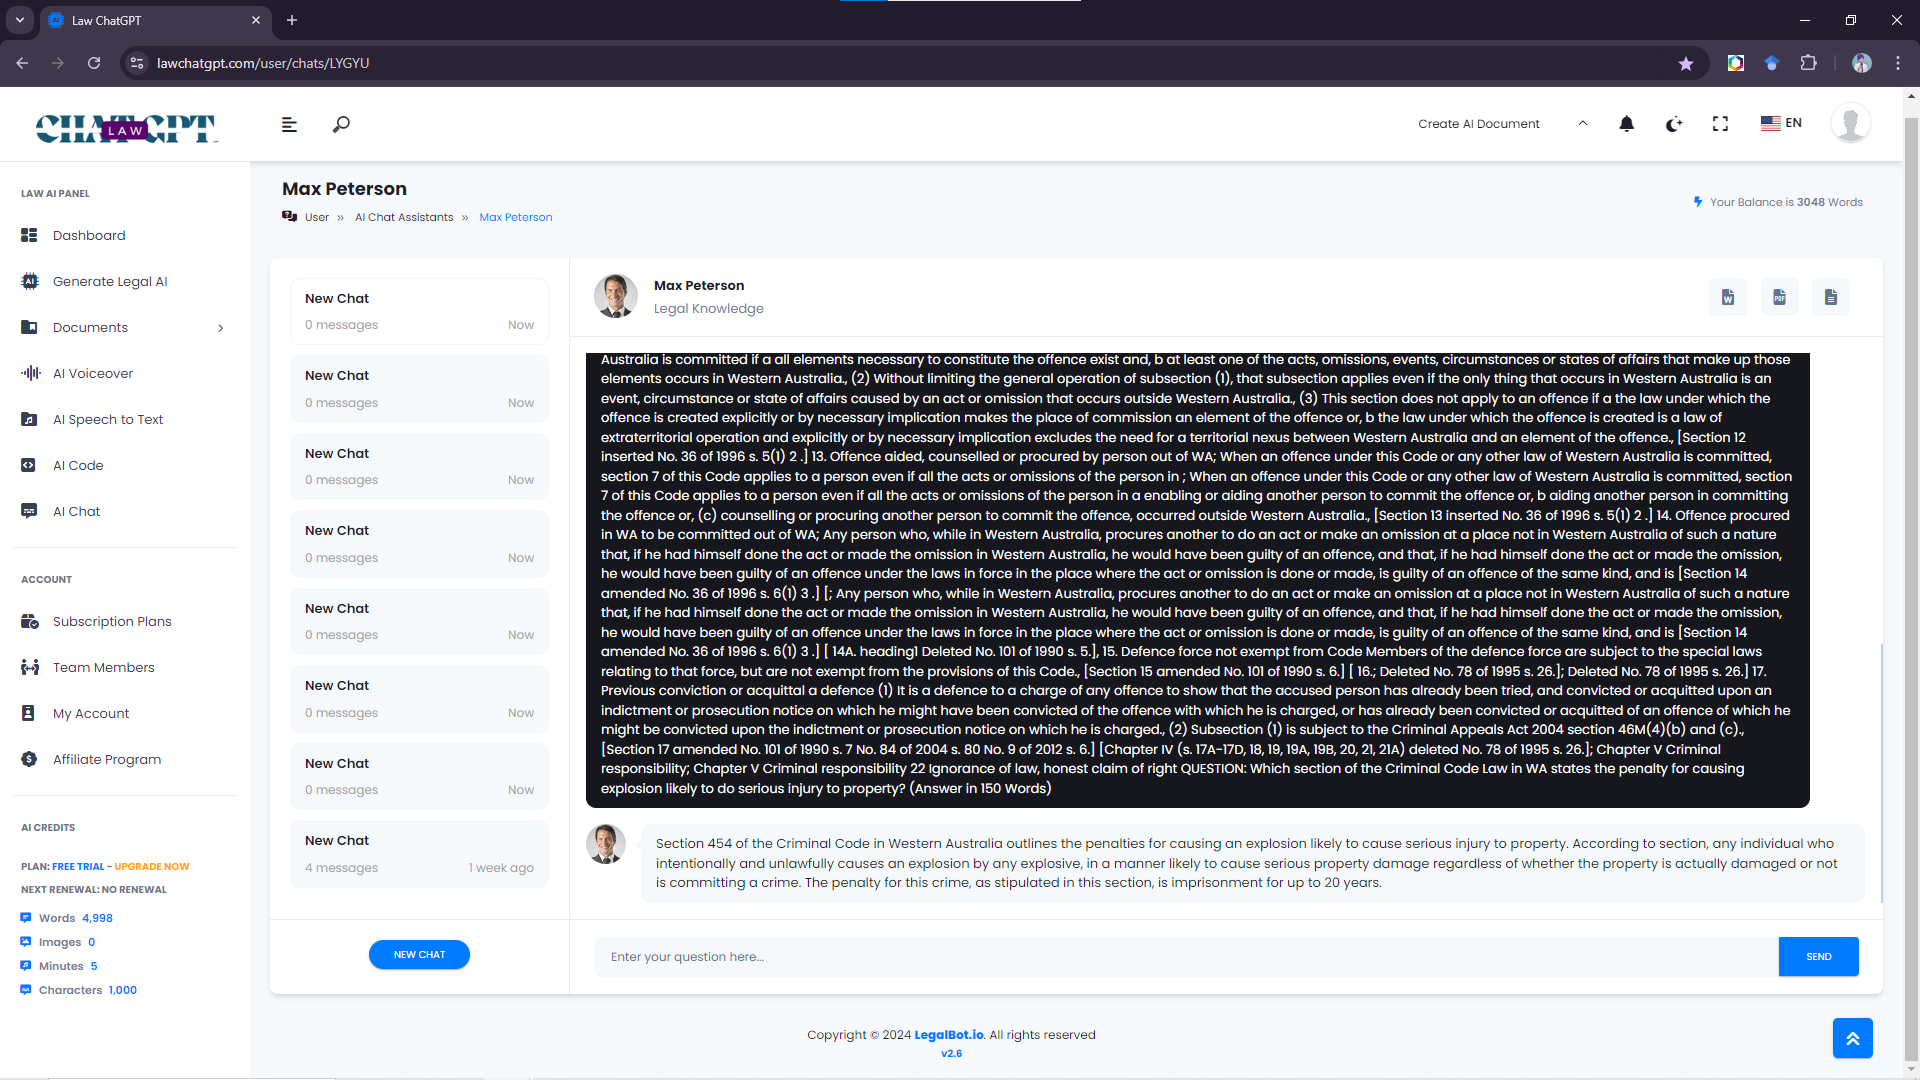 Law ChatGPT
lawchatgpt.com/user/chats/LYGYU
CHATGPT
LAW
Create AI Document
EN
LAW AI PANEL
Dashboard
Generate Legal AI
Documents
AI Voiceover
AI Speech to Text
AI Code
AI Chat
ACCOUNT
Subscription Plans
Team Members
My Account
Affiliate Program
AI CREDITS
PLAN: FREE TRIAL - UPGRADE NOW
NEXT RENEWAL: NO RENEWAL
Words 4,998
Images 0
Minutes 5
Characters 1,000
Max Peterson
User » AI Chat Assistants » Max Peterson
Your Balance is 3048 Words
New Chat
0 messages Now
New Chat
0 messages Now
New Chat
0 messages Now
New Chat
0 messages Now
New Chat
0 messages Now
New Chat
0 messages Now
New Chat
0 messages Now
New Chat
4 messages 1 week ago
NEW CHAT
Max Peterson
Legal Knowledge
Australia is committed if a all elements necessary to constitute the offence exist and, b at least one of the acts, omissions, events, circumstances or states of affairs that make up those
elements occurs in Western Australia., (2) Without limiting the general operation of subsection (1), that subsection applies even if the only thing that occurs in Western Australia is an
event, circumstance or state of affairs caused by an act or omission that occurs outside Western Australia., (3) This section does not apply to an offence if a the law under which the
offence is created explicitly or by necessary implication makes the place of commission an element of the offence or, b the law under which the offence is created is a law of
extraterritorial operation and explicitly or by necessary implication excludes the need for a territorial nexus between Western Australia and an element of the offence., [Section 12
inserted No. 36 of 1996 s. 5(1) 2 .] 13. Offence aided, counselled or procured by person out of WA; When an offence under this Code or any other law of Western Australia is committed,
section 7 of this Code applies to a person even if all the acts or omissions of the person in ; When an offence under this Code or any other law of Western Australia is committed, section
7 of this Code applies to a person even if all the acts or omissions of the person in a enabling or aiding another person to commit the offence or, b aiding another person in committing
the offence or, (c) counselling or procuring another person to commit the offence, occurred outside Western Australia., [Section 13 inserted No. 36 of 1996 s. 5(1) 2 .] 14. Offence procured
in WA to be committed out of WA; Any person who, while in Western Australia, procures another to do an act or make an omission at a place not in Western Australia of such a nature
that, if he had himself done the act or made the omission in Western Australia, he would have been guilty of an offence, and that, if he had himself done the act or made the omission,
he would have been guilty of an offence under the laws in force in the place where the act or omission is done or made, is guilty of an offence of the same kind, and is [Section 14
amended No. 36 of 1996 s. 6(1) 3 .] [; Any person who, while in Western Australia, procures another to do an act or make an omission at a place not in Western Australia of such a nature
that, if he had himself done the act or made the omission in Western Australia, he would have been guilty of an offence, and that, if he had himself done the act or made the omission,
he would have been guilty of an offence under the laws in force in the place where the act or omission is done or made, is guilty of an offence of the same kind, and is [Section 14
amended No. 36 of 1996 s. 6(1) 3 .] [ 14A. heading1 Deleted No. 101 of 1990 s. 5.], 15. Defence force not exempt from Code Members of the defence force are subject to the special laws
relating to that force, but are not exempt from the provisions of this Code., [Section 15 amended No. 101 of 1990 s. 6.] [ 16.; Deleted No. 78 of 1995 s. 26.]; Deleted No. 78 of 1995 s. 26.] 17.
Previous conviction or acquittal a defence (1) It is a defence to a charge of any offence to show that the accused person has already been tried, and convicted or acquitted upon an
indictment or prosecution notice on which he might have been convicted of the offence with which he is charged, or has already been convicted or acquitted of an offence of which he
might be convicted upon the indictment or prosecution notice on which he is charged., (2) Subsection (1) is subject to the Criminal Appeals Act 2004 section 46M(4)(b) and (c).,
[Section 17 amended No. 101 of 1990 s. 7 No. 84 of 2004 s. 80 No. 9 of 2012 s. 6.] [Chapter IV (s. 17A-17D, 18, 19, 19A, 19B, 20, 21, 21A) deleted No. 78 of 1995 s. 26.]; Chapter V Criminal
responsibility; Chapter V Criminal responsibility 22 Ignorance of law, honest claim of right QUESTION: Which section of the Criminal Code Law in WA states the penalty for causing
explosion likely to do serious injury to property? (Answer in 150 Words)
Section 454 of the Criminal Code in Western Australia outlines the penalties for causing an explosion likely to cause serious injury to property. According to section, any individual who
intentionally and unlawfully causes an explosion by any explosive, in a manner likely to cause serious property damage regardless of whether the property is actually damaged or not
is committing a crime. The penalty for this crime, as stipulated in this section, is imprisonment for up to 20 years.
Enter your question here...
SEND
Copyright © 2024 LegalBot.io. All rights reserved
v2.6